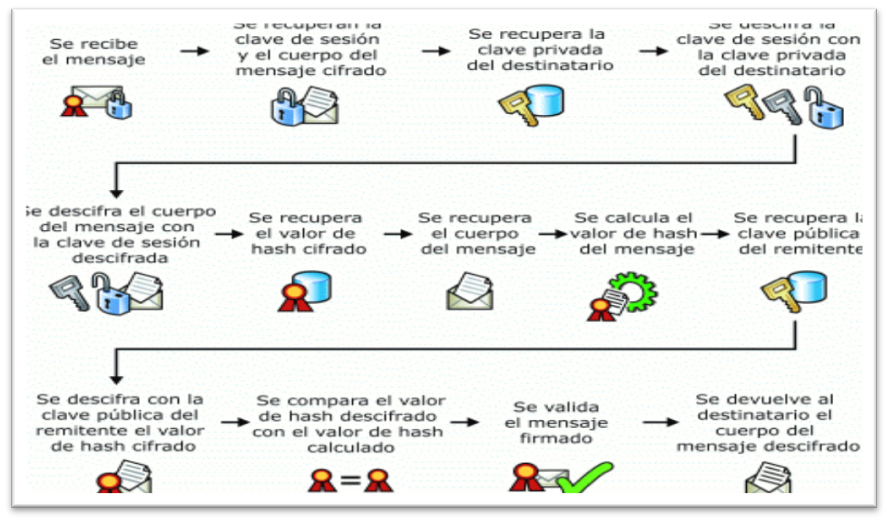 Se recibe
el mensaje
Se recuperan la
clave de sesión
y el cuerpo del
mensaje cifrado
Se recupera la
clave privada
del destinatario
Se descifra la
clave de sesión con
la clave privada
del destinatario
Se descifra el cuerpo
del mensaje con
la clave de sesión
descifrada
Se recupera
el valor de
hash cifrado
Se recupera
el cuerpo
del mensaje
Se calcula el
valor de hash
del mensaje
Se recupera la
clave pública
del remitente
Se descifra con la
clave pública del
remitente el valor
de hash cifrado
Se compara el valor
de hash descifrado
con el valor de hash
calculado
Se valida
el mensaje
firmado
Se devuelve al
destinatario el
cuerpo del
mensaje descifrado